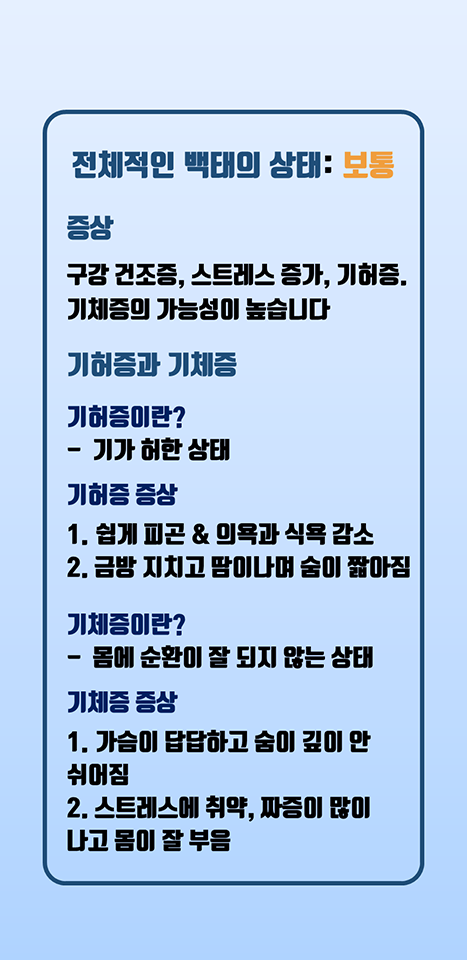 전체적인 백태의 상태: 보통
증상
구강 건조증, 스트레스 증가, 기허증.
기체증의 가능성이 높습니다
기허증과 기체증
기허증이란?
- 기가 허한 상태
기허증 증상
1. 쉽게 피곤 & 의욕과 식욕 감소
2. 금방 지치고 땀이나며 숨이 짧아짐
기체증이란?
- 몸에 순환이 잘 되지 않는 상태
기체증 증상
1. 가슴이 답답하고 숨이 깊이 안
쉬어짐
2. 스트레스에 취약, 짜증이 많이
나고 몸이 잘 부음